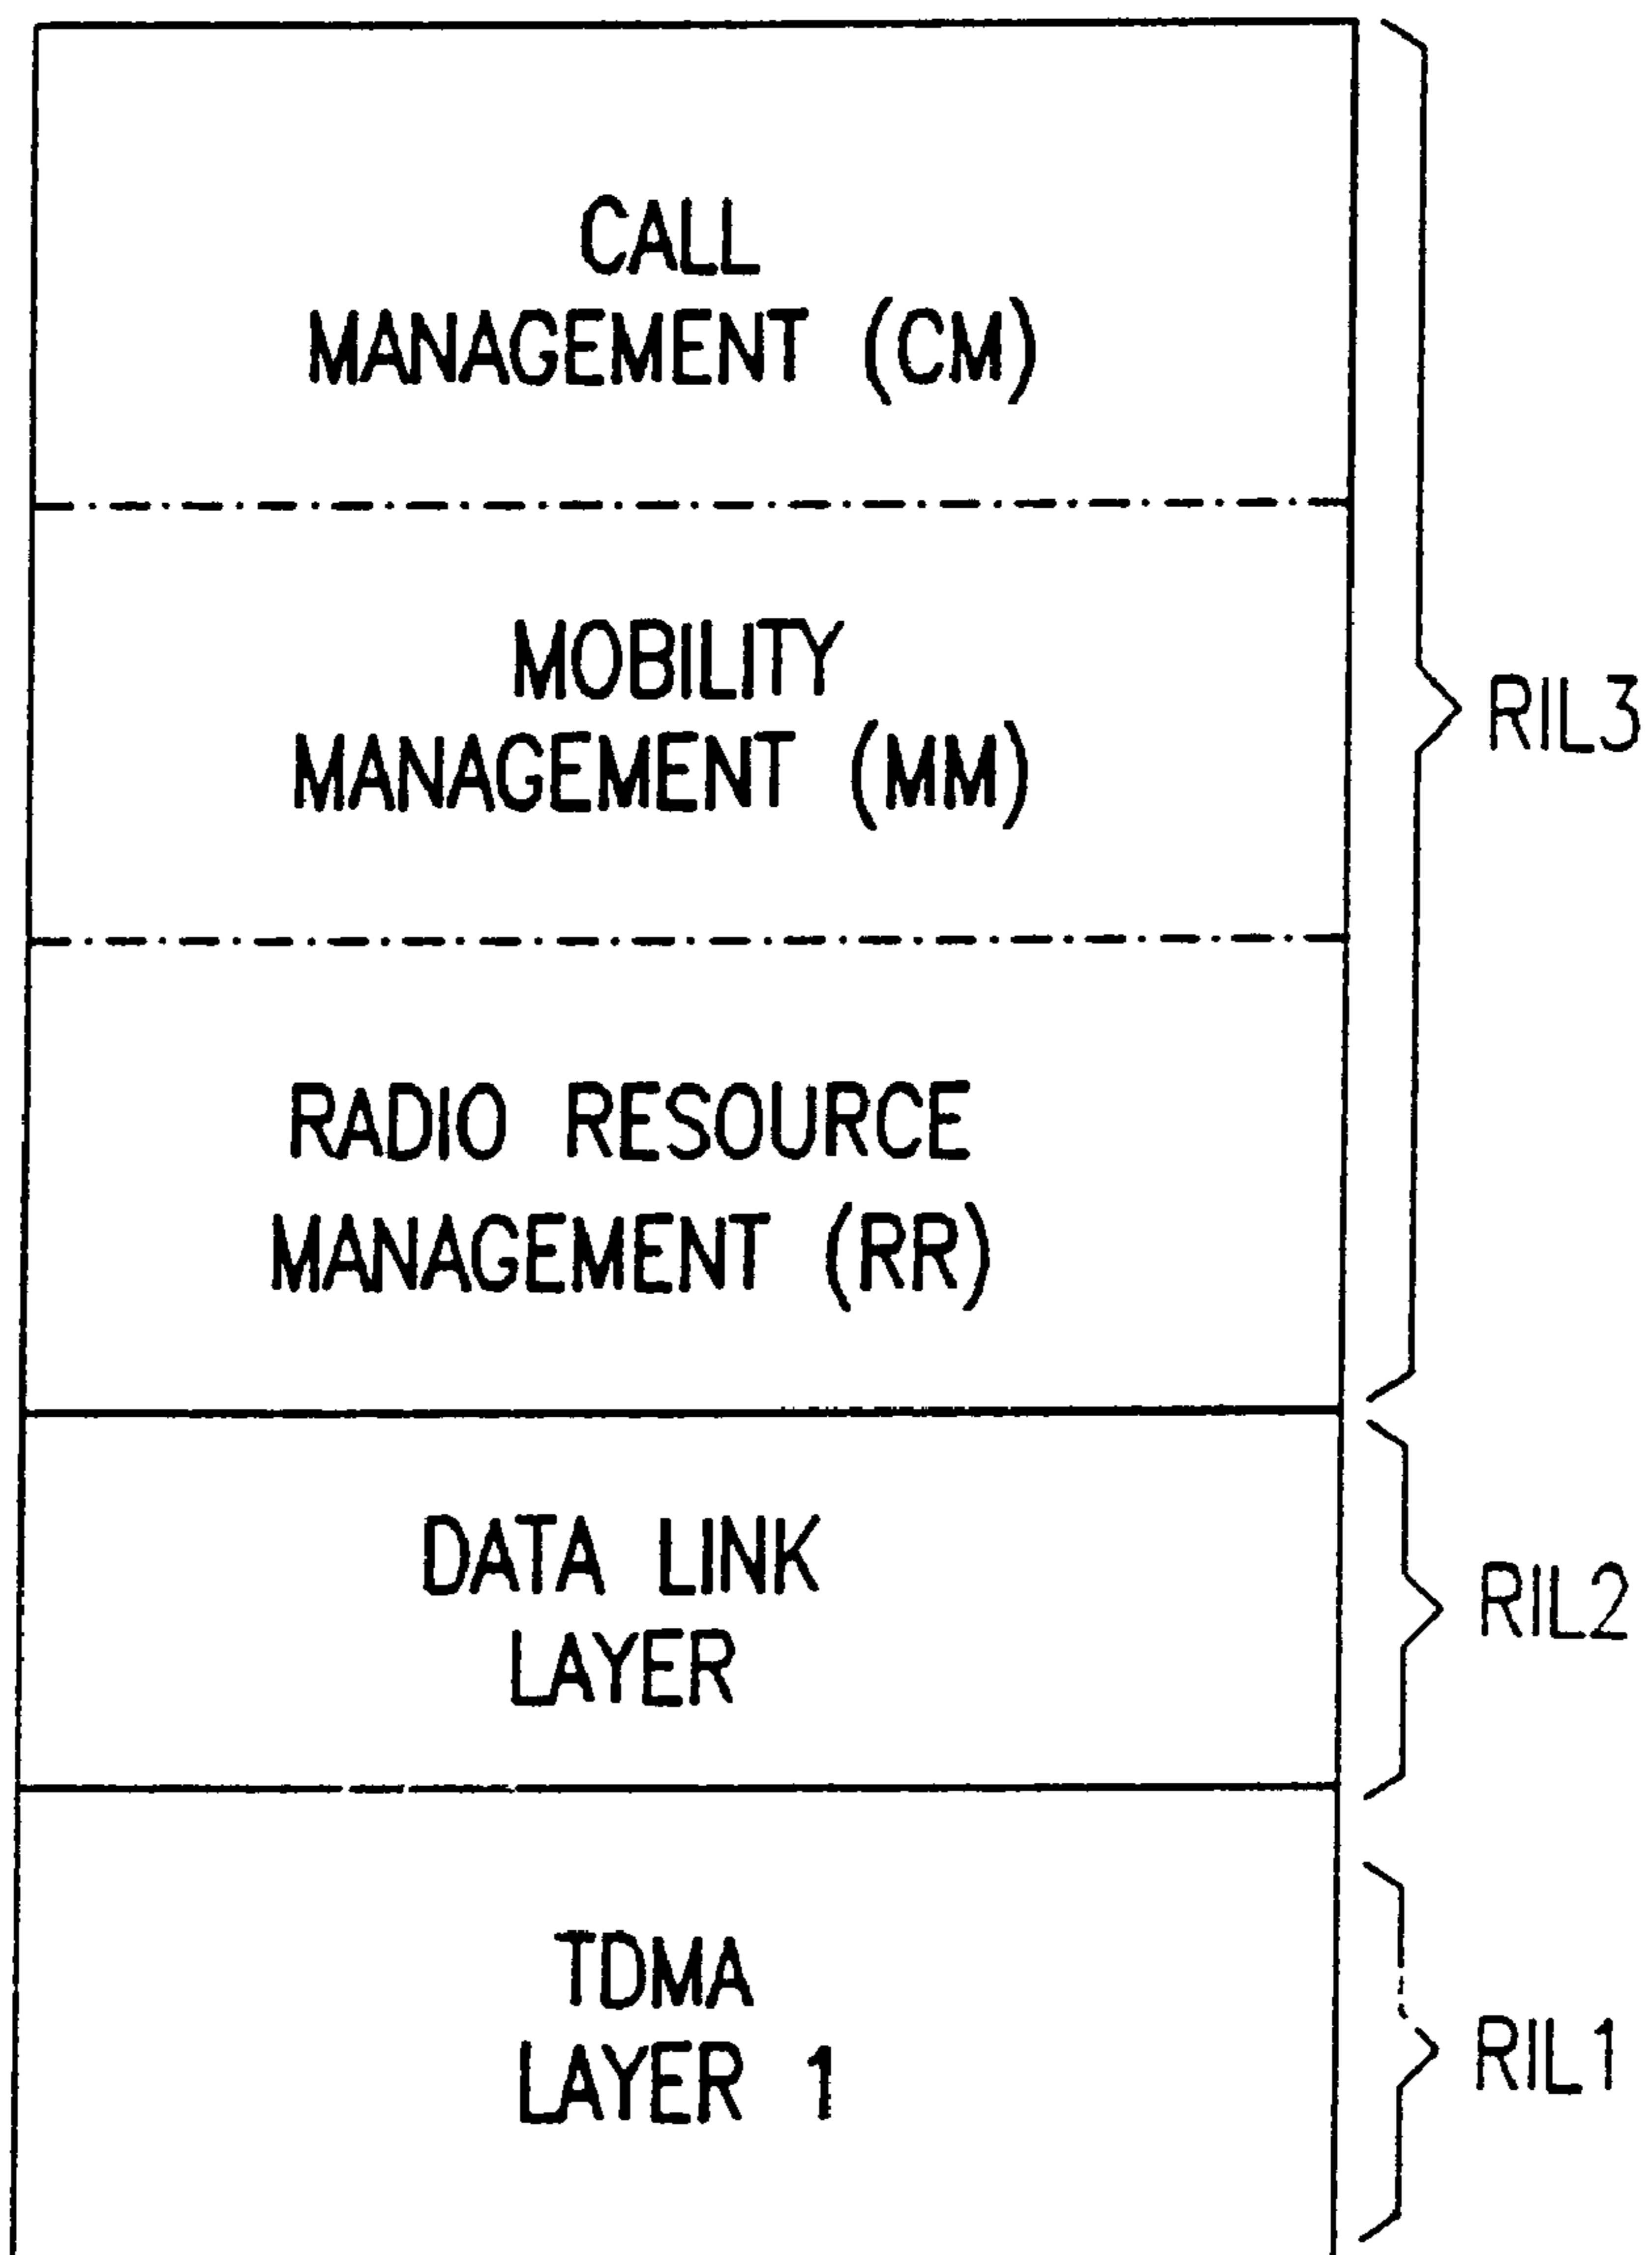 CALL
MANAGEMENT (CM)
MOBILITY
MANAGEMENT (MM)
RIL3
RADIO RESOURCE
MANAGEMENT (RR)
DATA LINK
LAYER
RIL2
TDMA
LAYER 1
RIL1